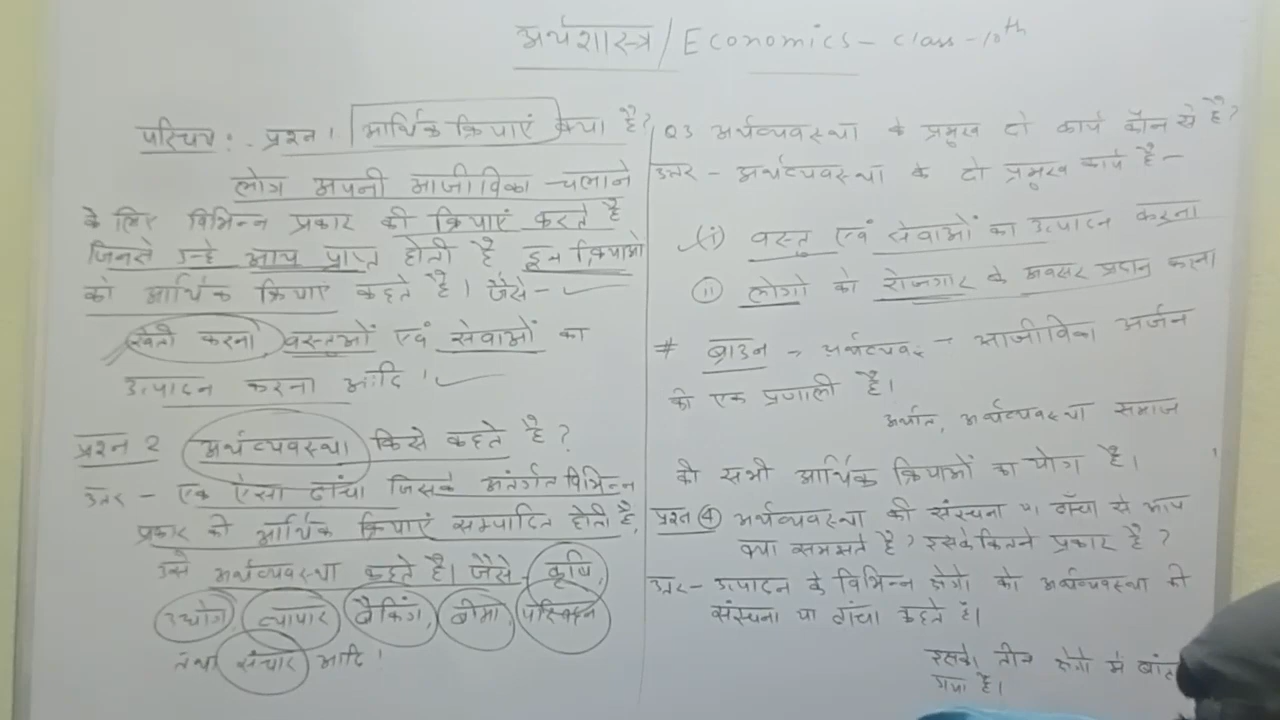 अर्थशास्त्र / Economics - class - 10th
परिचय : - प्रश्न 1 आर्थिक क्रियाएं क्या है?
लोग अपनी आजीविका चलाने
के लिए विभिन्न प्रकार की क्रियाएं करते है
जिनसे उन्हे आय प्राप्त होती है इन क्रियाओ
को आर्थिक क्रियाएं कहते है। जैसे -
खेती करना वस्तुओं एवं सेवाओं का
उत्पादन करना आदि।
प्रश्न 2 अर्थव्यवस्था किसे कहते है?
उत्तर - एक ऐसा ढांचा जिसके अंतर्गत विभिन्न
प्रकार की आर्थिक क्रियाएं सम्पादित होती है,
उसे अर्थव्यवस्था कहते है। जैसे - कृषि,
उद्योग, व्यापार, बैंकिंग, बीमा, परिवहन
तथा संचार आदि।
Q3 अर्थव्यवस्था के प्रमुख दो कार्य कौन से है?
उत्तर - अर्थव्यवस्था के दो प्रमुख कार्य है -
(i) वस्तु एवं सेवाओं का उत्पादन करना
(ii) लोगो को रोजगार के अवसर प्रदान करना
# ब्राउन - आजीविका अर्जन
की एक प्रणाली है।
अर्थात, अर्थव्यवस्था समाज
की सभी आर्थिक क्रियाओं का योग है।
प्रश्न (4) अर्थव्यवस्था की संरचना या ढाँचा से आप
क्या समझते है? इसके कितने प्रकार है?
उत्तर - उत्पादन के विभिन्न क्षेत्रो को अर्थव्यवस्था की
संरचना या ढांचा कहते है।
इसके तीन क्षेत्रो में
गया है।